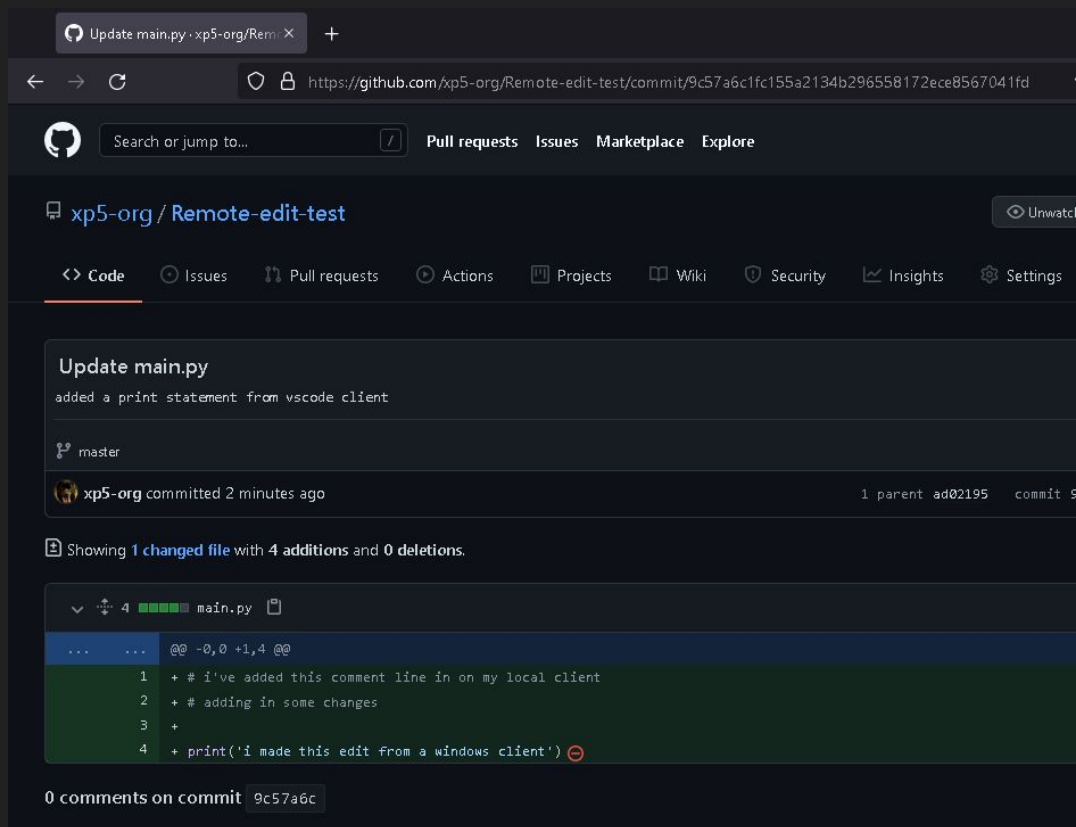 Update main.py · xp5-org/Rem
https://github.com/xp5-org/Remote-edit-test/commit/9c57a6c1fc155a2134b296558172ece8567041fd
Search or jump to... / Pull requests Issues Marketplace Explore
xp5-org / Remote-edit-test Unwatch
Code Issues Pull requests Actions Projects Wiki Security Insights Settings
Update main.py
added a print statement from vscode client
master
xp5-org committed 2 minutes ago 1 parent ad02195 commit 9
Showing 1 changed file with 4 additions and 0 deletions.
4 main.py
... ... @@ -0,0 +1,4 @@
1 + # i've added this comment line in on my local client
2 + # adding in some changes
3 +
4 + print('i made this edit from a windows client')
0 comments on commit 9c57a6c